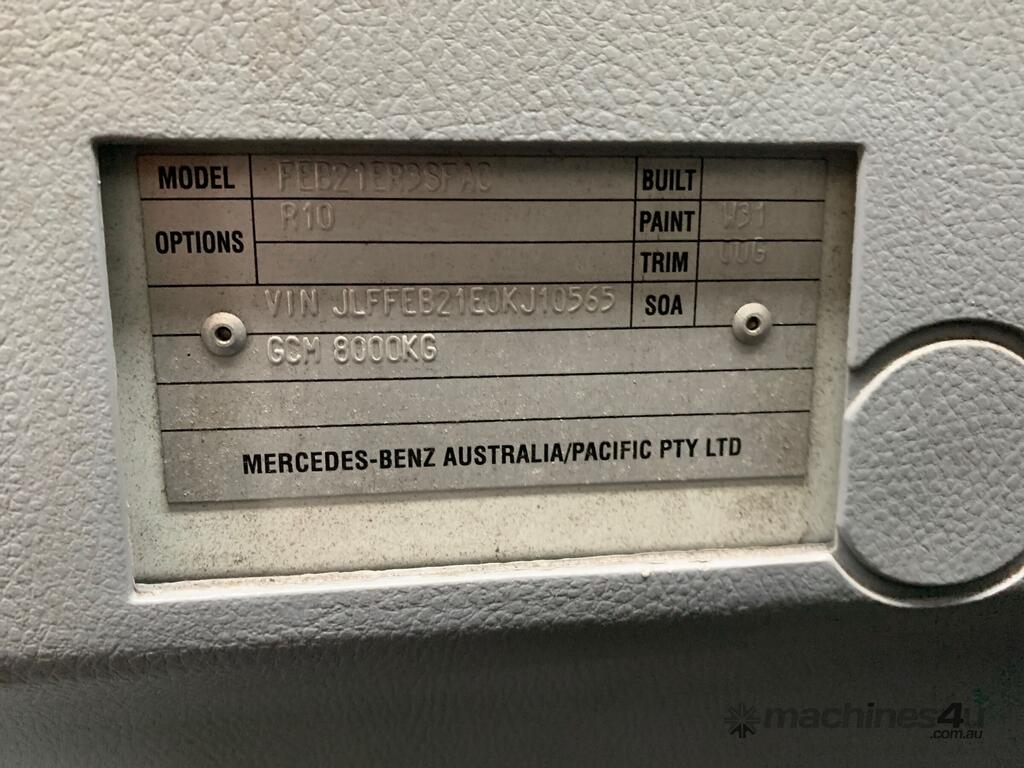 MODEL FEB21ER3SFAC BUILT
OPTIONS R10 PAINT W31
TRIM UUG
VIN JLFFEB21E0KJ10565 SOA
GCM 8000KG
MERCEDES-BENZ AUSTRALIA/PACIFIC PTY LTD
machines4u
.com.au